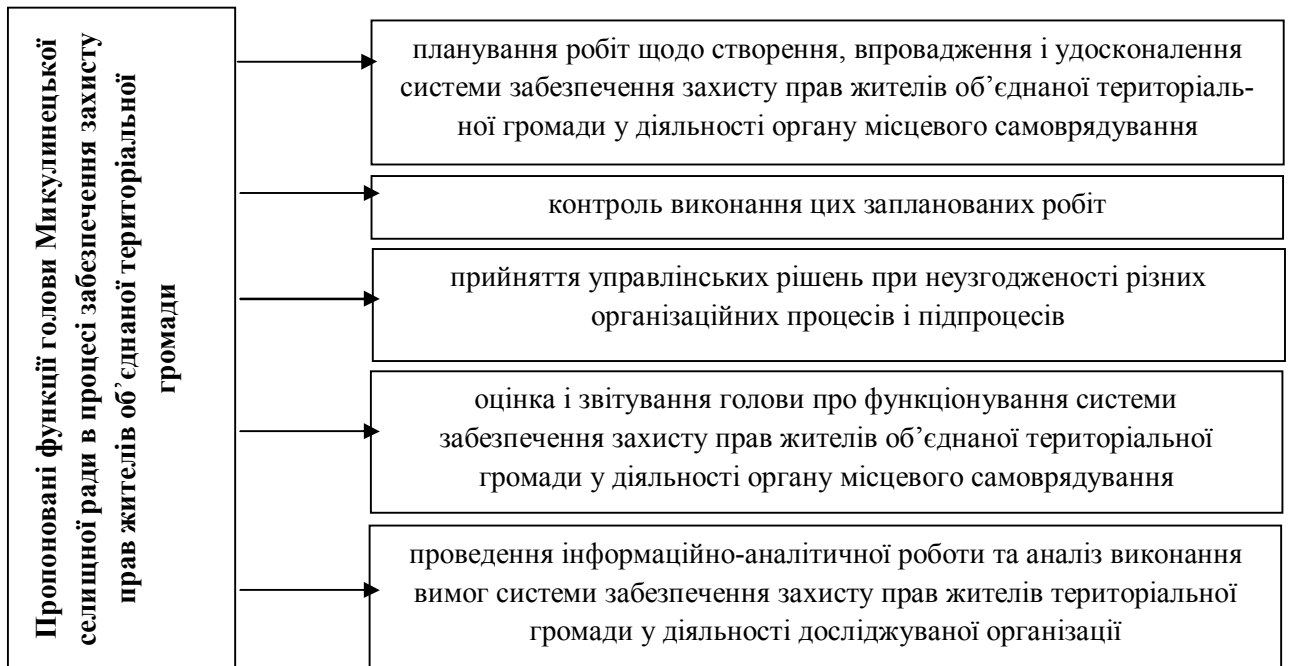 Пропоновані функції голови Микулинецької
селищної ради в процесі забезпечення захисту
прав жителів об’єднаної територіальної
громади
планування робіт щодо створення, впровадження і удосконалення
системи забезпечення захисту прав жителів об’єднаної територіаль-
ної громади у діяльності органу місцевого самоврядування
контроль виконання цих запланованих робіт
прийняття управлінських рішень при неузгодженості різних
організаційних процесів і підпроцесів
оцінка і звітування голови про функціонування системи
забезпечення захисту прав жителів об’єднаної територіальної
громади у діяльності органу місцевого самоврядування
проведення інформаційно-аналітичної роботи та аналіз виконання
вимог системи забезпечення захисту прав жителів територіальної
громади у діяльності досліджуваної організації